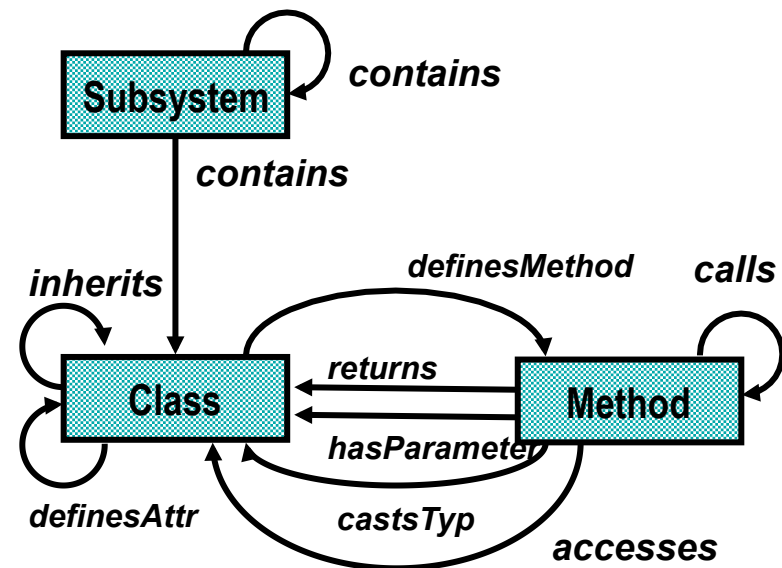 contains
Subsystem
contains
definesMethod
calls
inherits
returns
Class
Method
hasParameter
definesAttr
castsTyp
accesses